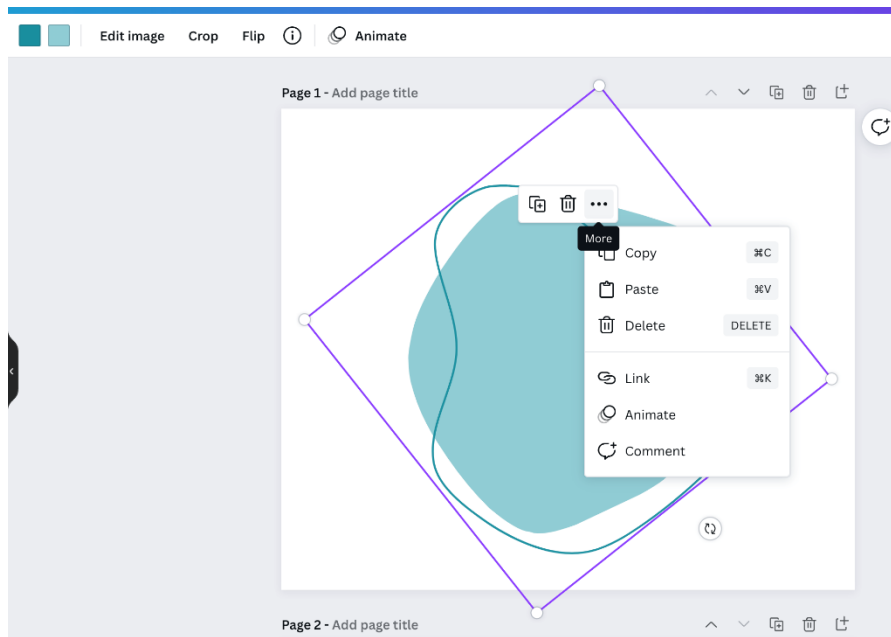 Edit image Crop Flip Animate
Page 1 - Add page title
More
Copy ⌘C
Paste ⌘V
Delete DELETE
Link ⌘K
Animate
Comment
Page 2 - Add page title